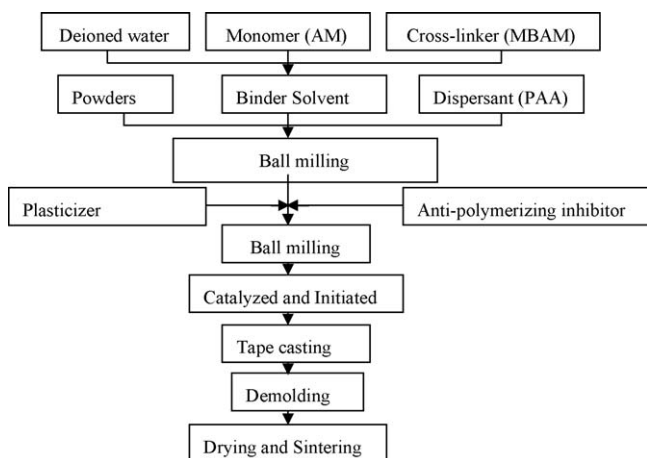 Deioned water
Monomer (AM)
Cross-linker (MBAM)
Powders
Binder Solvent
Dispersant (PAA)
Ball milling
Plasticizer
Anti-polymerizing inhibitor
Ball milling
Catalyzed and Initiated
Tape casting
Demolding
Drying and Sintering